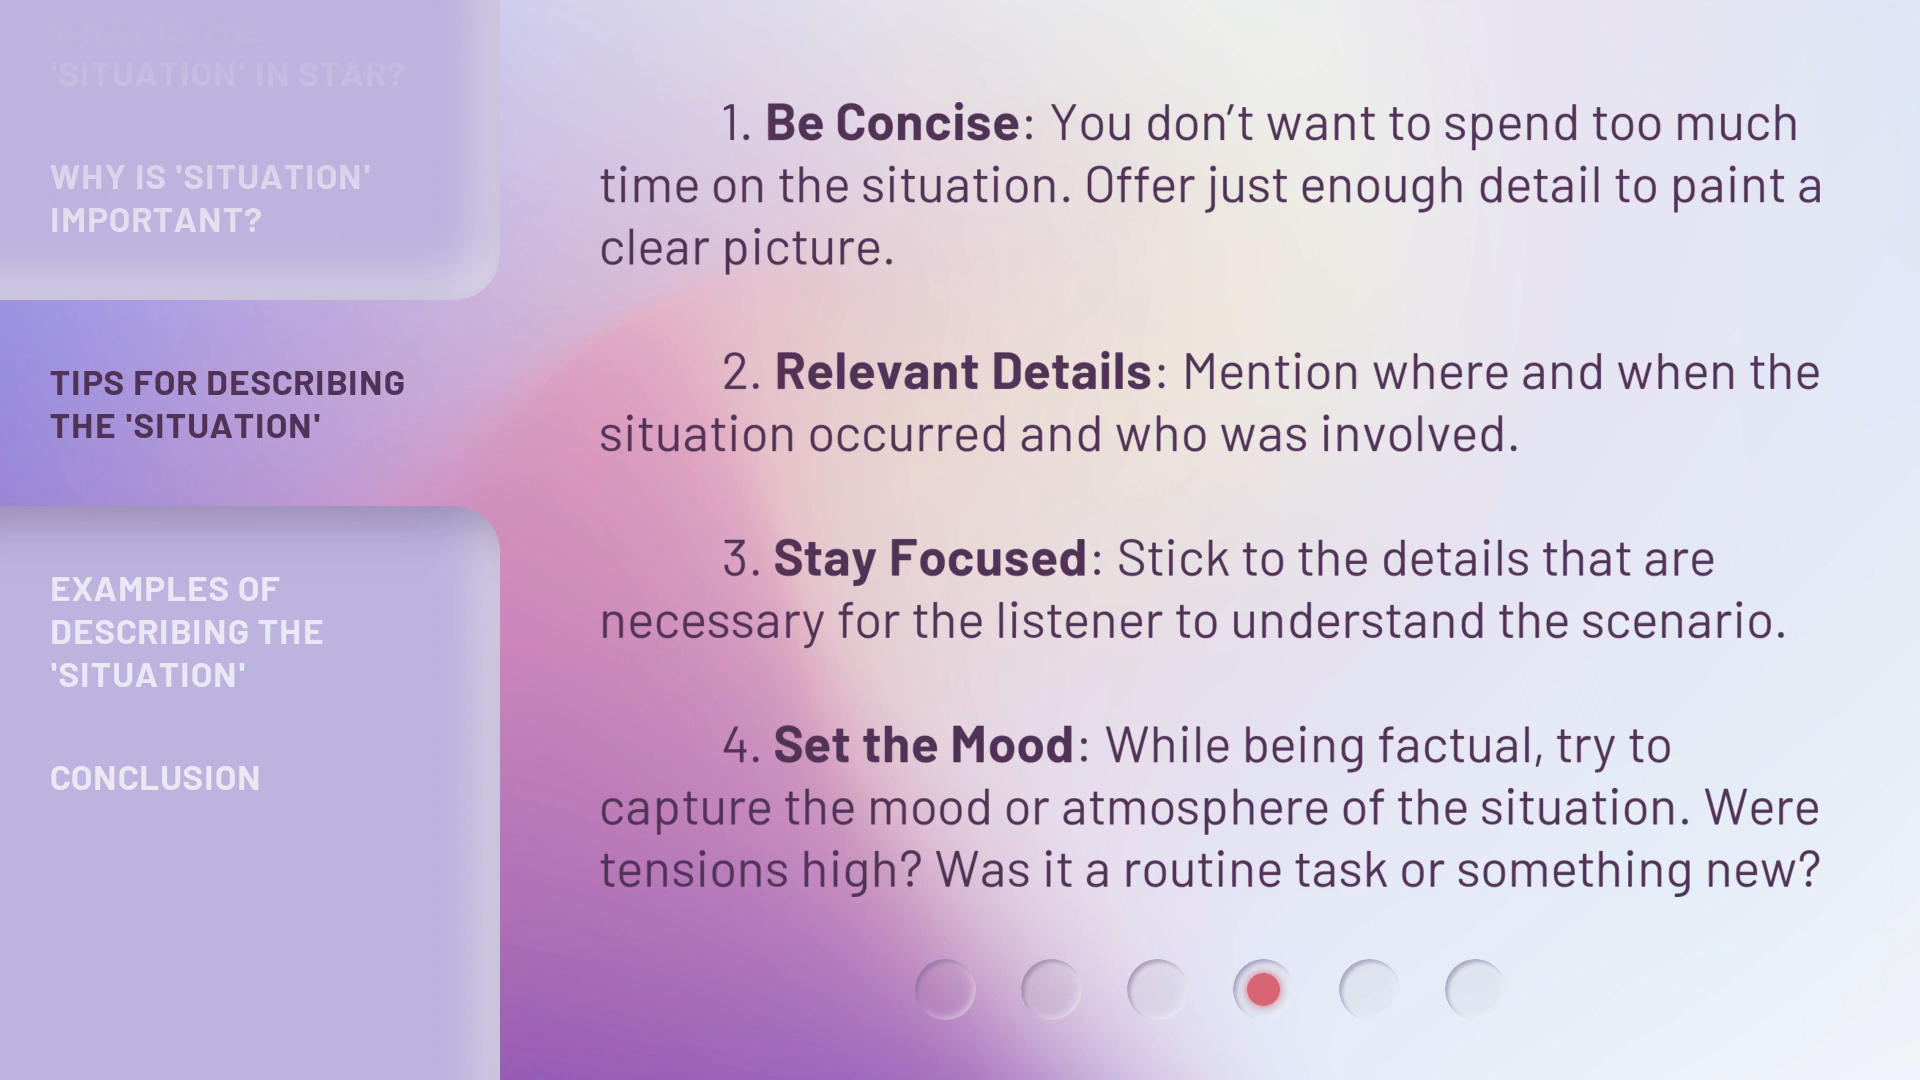 WHAT IS THE
'SITUATION' IN STAR?
WHY IS 'SITUATION'
IMPORTANT?
TIPS FOR DESCRIBING
THE 'SITUATION'
EXAMPLES OF
DESCRIBING THE
'SITUATION'
CONCLUSION
1. Be Concise: You don’t want to spend too much
time on the situation. Offer just enough detail to paint a
clear picture.
2. Relevant Details: Mention where and when the
situation occurred and who was involved.
3. Stay Focused: Stick to the details that are
necessary for the listener to understand the scenario.
4. Set the Mood: While being factual, try to
capture the mood or atmosphere of the situation. Were
tensions high? Was it a routine task or something new?